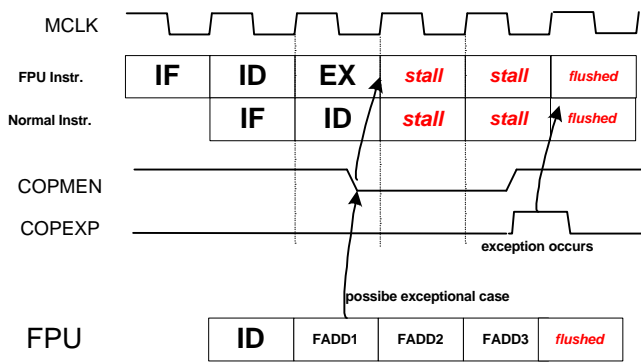 MCLK
FPU Instr. IF ID EX stall stall flushed
Normal Instr. IF ID stall stall flushed
COPMEN
COPEXP
exception occurs
possibe exceptional case
FPU ID FADD1 FADD2 FADD3 flushed